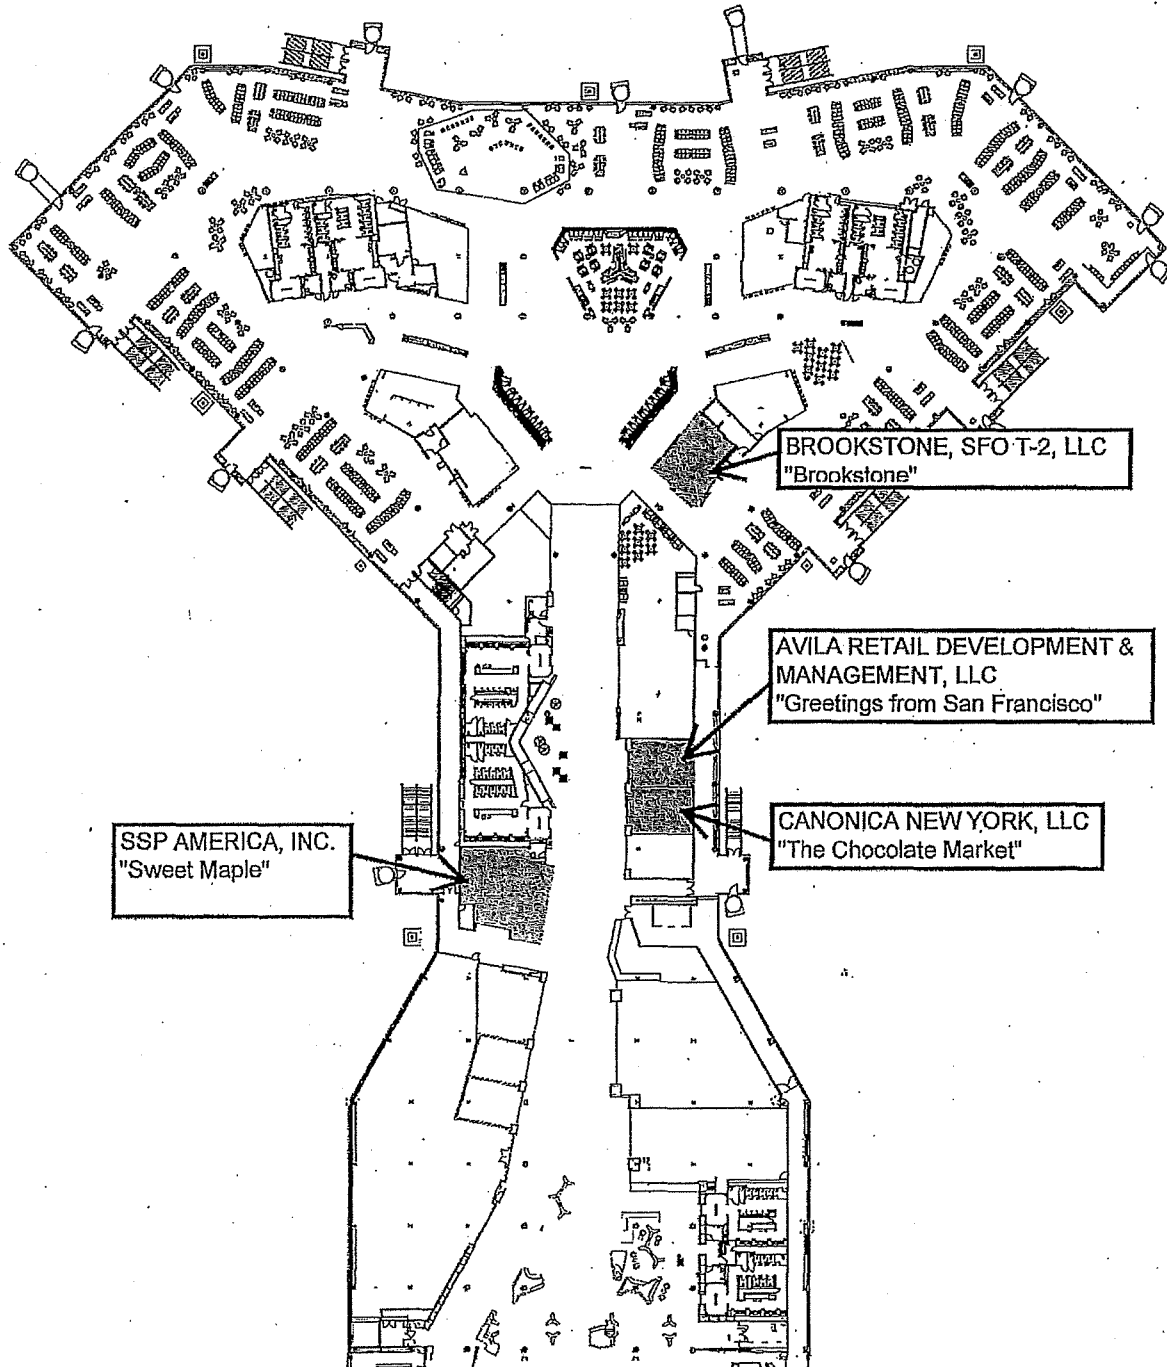 BROOKSTONE, SFO T-2, LLC
"Brookstone"
AVILA RETAIL DEVELOPMENT &
MANAGEMENT, LLC
"Greetings from San Francisco"
CANONICA NEW YORK, LLC
"The Chocolate Market"
SSP AMERICA, INC.
"Sweet Maple"